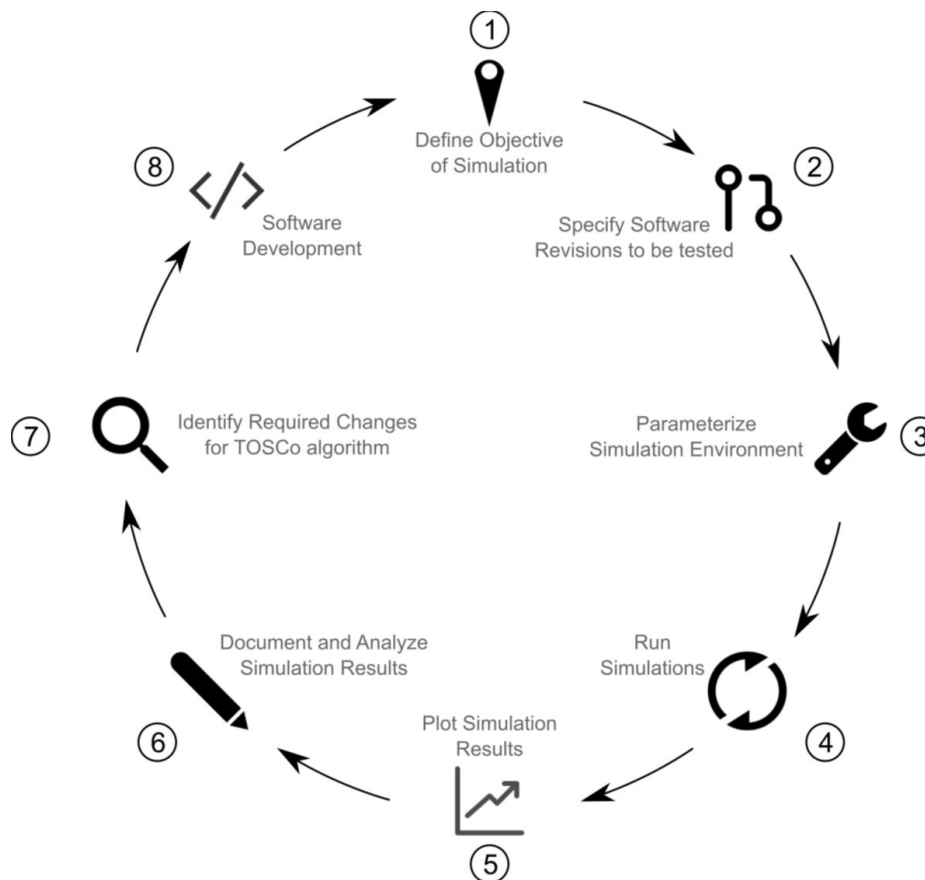 1
Define Objective
of Simulation
2
Specify Software
Revisions to be tested
3
Parameterize
Simulation Environment
4
Run
Simulations
5
Plot Simulation
Results
6
Document and Analyze
Simulation Results
7
Identify Required Changes
for TOSCo algorithm
8
Software
Development